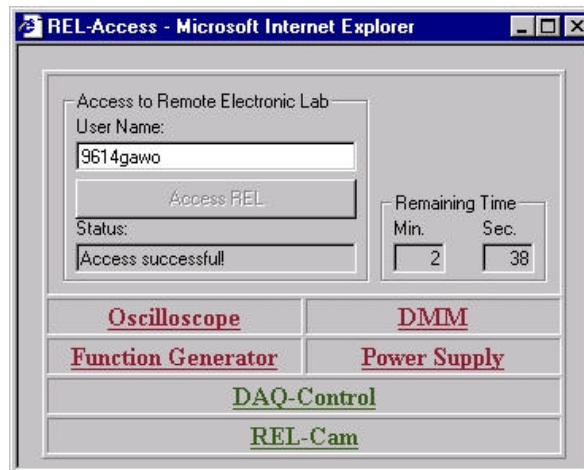 REL-Access - Microsoft Internet Explorer
Access to Remote Electronic Lab
User Name:
9614gawo
Access REL
Remaining Time
Status:
Min. Sec.
Access successful!
2 38
Oscilloscope DMM
Function Generator Power Supply
DAQ-Control
REL-Cam